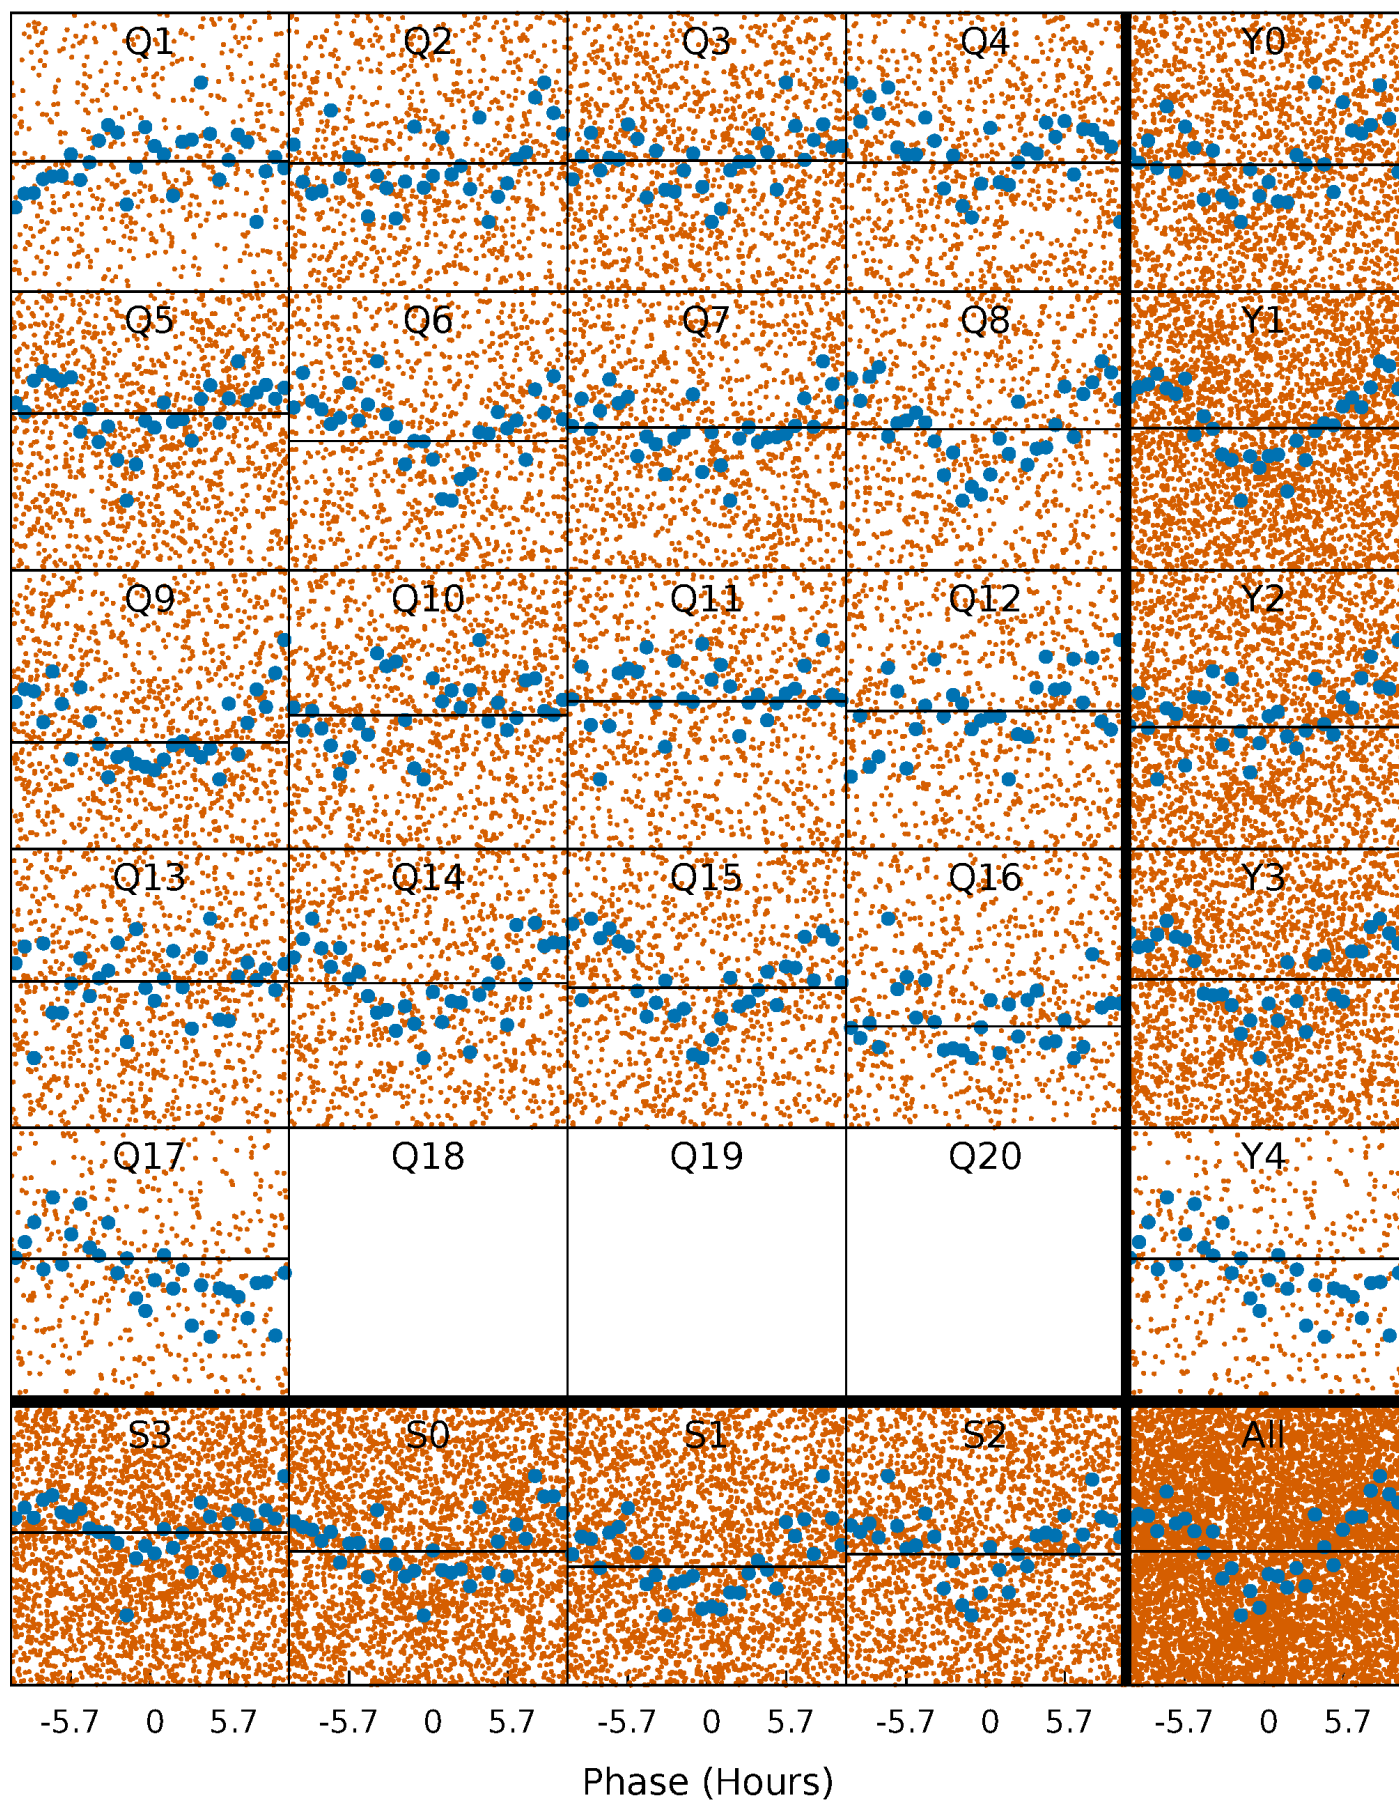 Q1 Q2 Q3 Q4 Y0
Q5 Q6 Q7 Q8 Y1
Q9 Q10 Q11 Q12 Y2
Q13 Q14 Q15 Q16 Y3
Q17 Q18 Q19 Q20 Y4
S3 S0 S1 S2 All
-5.7 0 5.7 -5.7 0 5.7 -5.7 0 5.7 -5.7 0 5.7 -5.7 0 5.7
Phase (Hours)